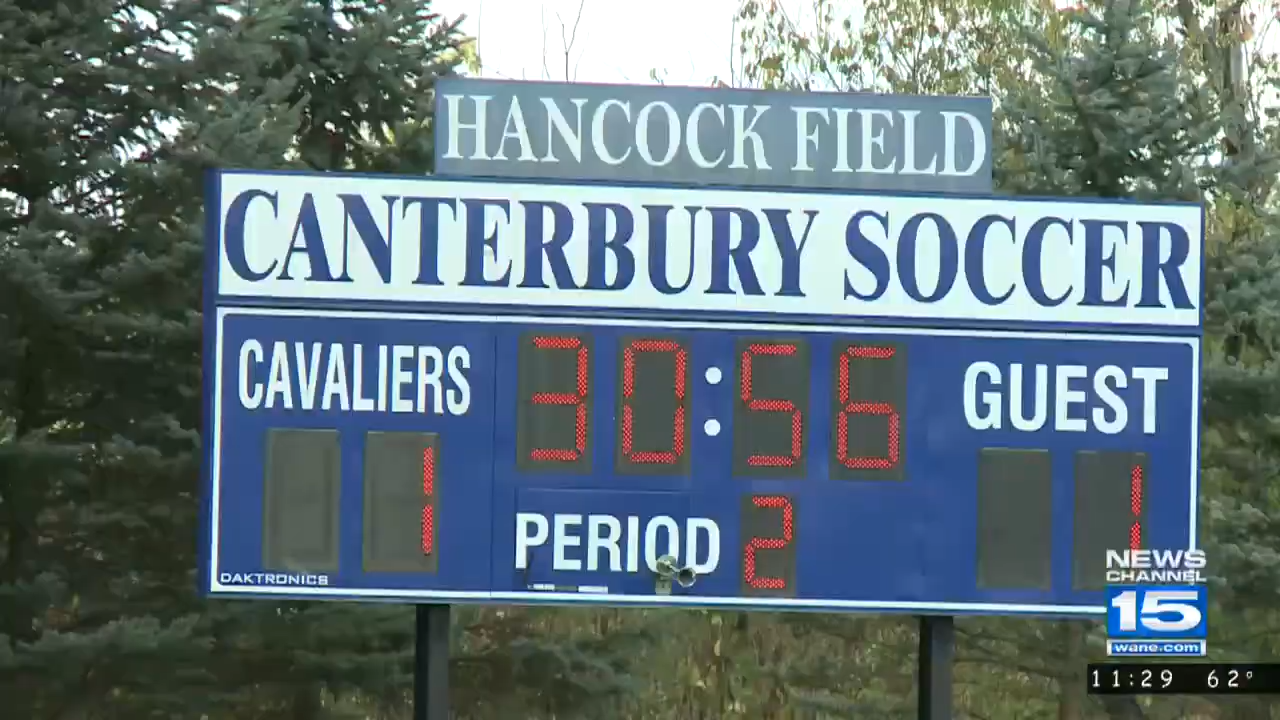 HANCOCK FIELD
CANTERBURY SOCCER
CAVALIERS 30:56 GUEST
1 PERIOD 2 1
DAKTRONICS
NEWS
CHANNEL
15
wane.com
11:29 62°